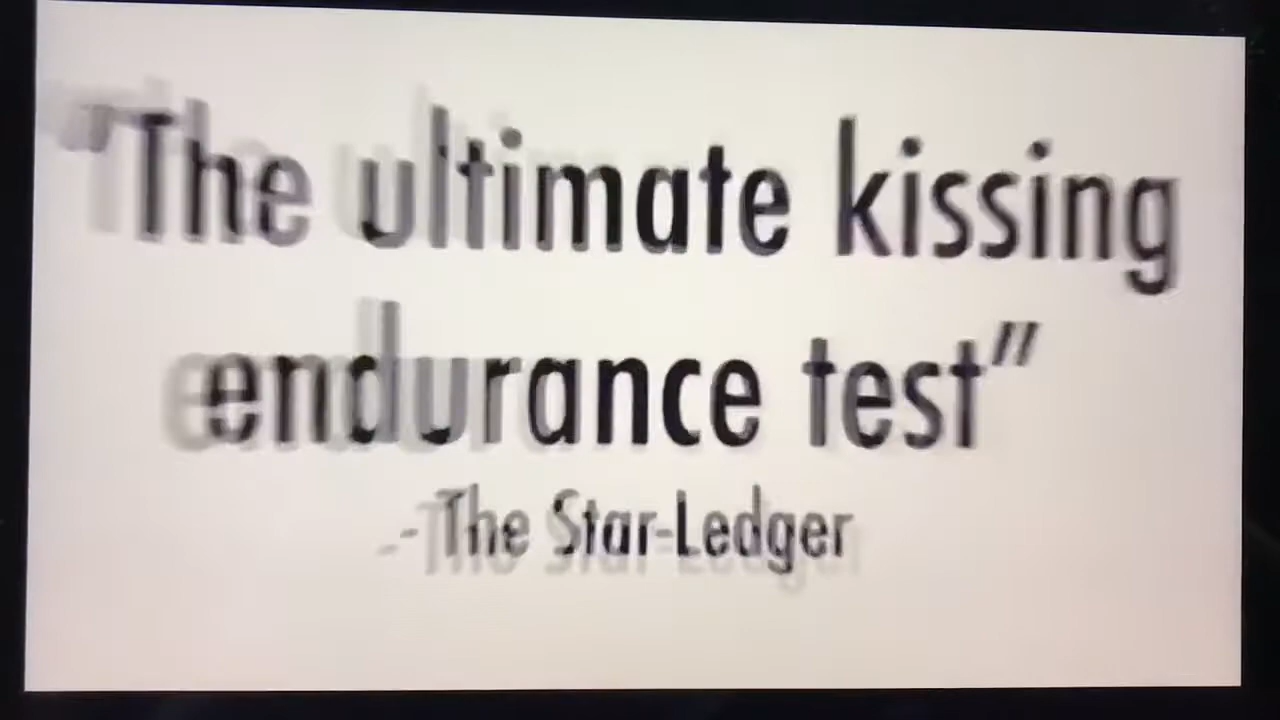 "The ultimate kissing
endurance test"
- The Star-Ledger